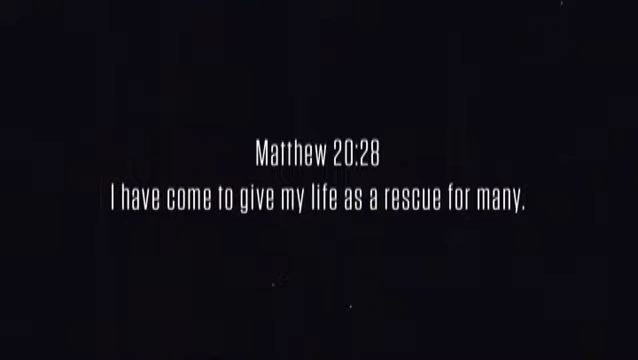 Matthew 20:28
I have come to give my life as a rescue for many.